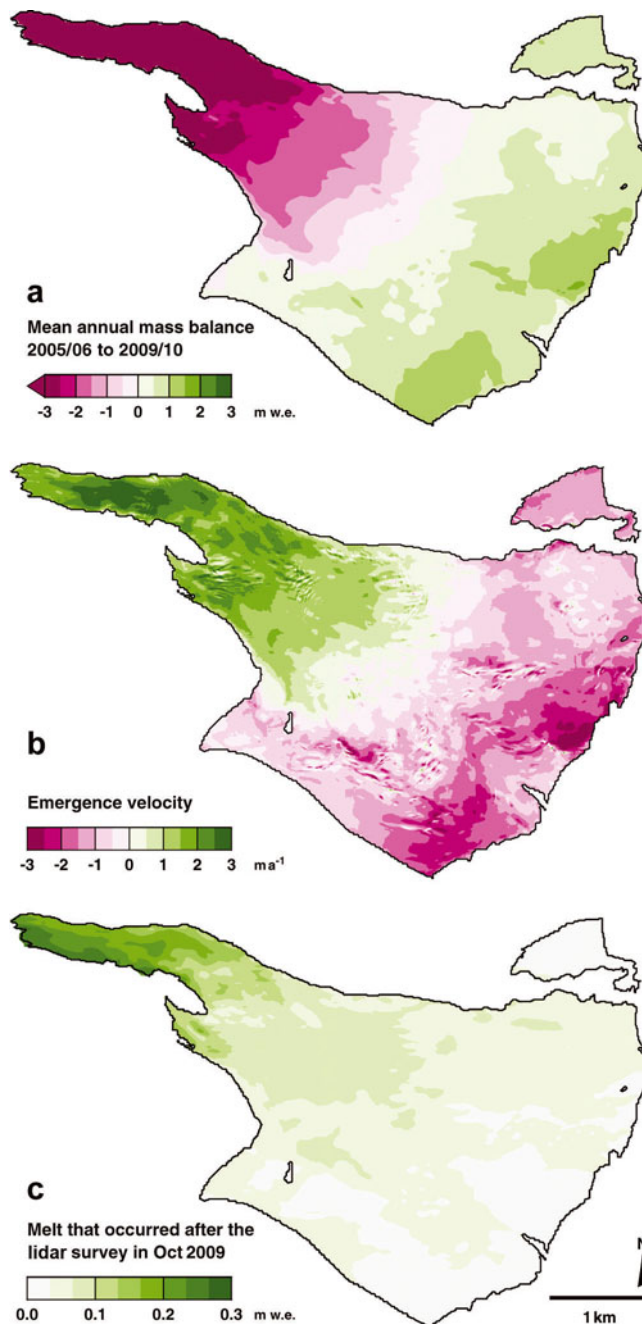 a
Mean annual mass balance
2005/06 to 2009/10
-3 -2 -1 0 1 2 3 m w.e.
b
Emergence velocity
-3 -2 -1 0 1 2 3 m a⁻¹
c
Melt that occurred after the
lidar survey in Oct 2009
0.0 0.1 0.2 0.3 m w.e.
N
1 km